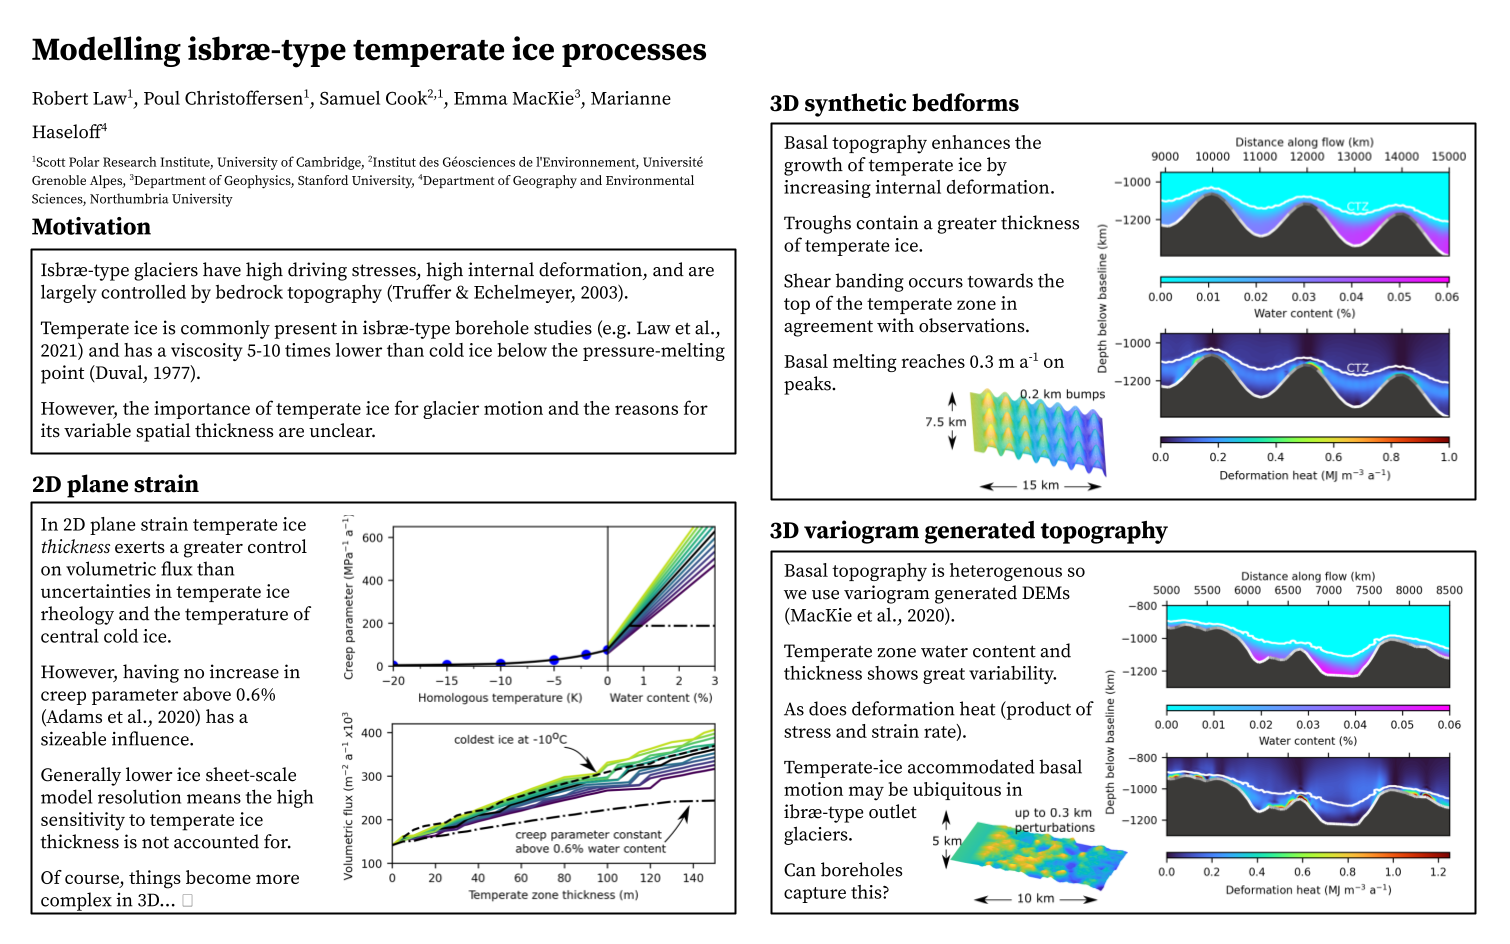 Modelling isbræ-type temperate ice processes
Robert Law1, Poul Christoffersen1, Samuel Cook2,1, Emma MacKie3, Marianne
Haseloff4
1Scott Polar Research Institute, University of Cambridge, 2Institut des Géosciences de l'Environnement, Université
Grenoble Alpes, 3Department of Geophysics, Stanford University, 4Department of Geography and Environmental
Sciences, Northumbria University
Motivation
Isbræ-type glaciers have high driving stresses, high internal deformation, and are
largely controlled by bedrock topography (Truffer & Echelmeyer, 2003).
Temperate ice is commonly present in isbræ-type borehole studies (e.g. Law et al.,
2021) and has a viscosity 5-10 times lower than cold ice below the pressure-melting
point (Duval, 1977).
However, the importance of temperate ice for glacier motion and the reasons for
its variable spatial thickness are unclear.
2D plane strain
In 2D plane strain temperate ice
thickness exerts a greater control
on volumetric flux than
uncertainties in temperate ice
rheology and the temperature of
central cold ice.
However, having no increase in
creep parameter above 0.6%
(Adams et al., 2020) has a
sizeable influence.
Generally lower ice sheet-scale
model resolution means the high
sensitivity to temperate ice
thickness is not accounted for.
Of course, things become more
complex in 3D...
Creep parameter (MPa−1 a−1)
600
400
200
0
−20 −15 −10 −5 0 1 2 3
Homologous temperature (K) Water content (%)
Volumetric flux (m−2 a−1 x103)
400
300
200
100
coldest ice at -10oC
creep parameter constant
above 0.6% water content
0 20 40 60 80 100 120 140
Temperate zone thickness (m)
3D synthetic bedforms
Basal topography enhances the
growth of temperate ice by
increasing internal deformation.
Troughs contain a greater thickness
of temperate ice.
Shear banding occurs towards the
top of the temperate zone in
agreement with observations.
Basal melting reaches 0.3 m a-1 on
peaks.
0.2 km bumps
7.5 km
15 km
Distance along flow (km)
9000 10000 11000 12000 13000 14000 15000
−1000
−1200
CTZ
0.00 0.01 0.02 0.03 0.04 0.05 0.06
Water content (%)
Depth below baseline (km)
−1000
−1200
CTZ
0.0 0.2 0.4 0.6 0.8 1.0
Deformation heat (MJ m−3 a−1)
3D variogram generated topography
Basal topography is heterogenous so
we use variogram generated DEMs
(MacKie et al., 2020).
Temperate zone water content and
thickness shows great variability.
As does deformation heat (product of
stress and strain rate).
Temperate-ice accommodated basal
motion may be ubiquitous in
ibræ-type outlet
glaciers.
Can boreholes
capture this?
up to 0.3 km
perturbations
5 km
10 km
Distance along flow (km)
5000 5500 6000 6500 7000 7500 8000 8500
−800
−1000
−1200
0.00 0.01 0.02 0.03 0.04 0.05 0.06
Water content (%)
Depth below baseline (km)
−800
−1000
−1200
0.0 0.2 0.4 0.6 0.8 1.0 1.2
Deformation heat (MJ m−3 a−1)